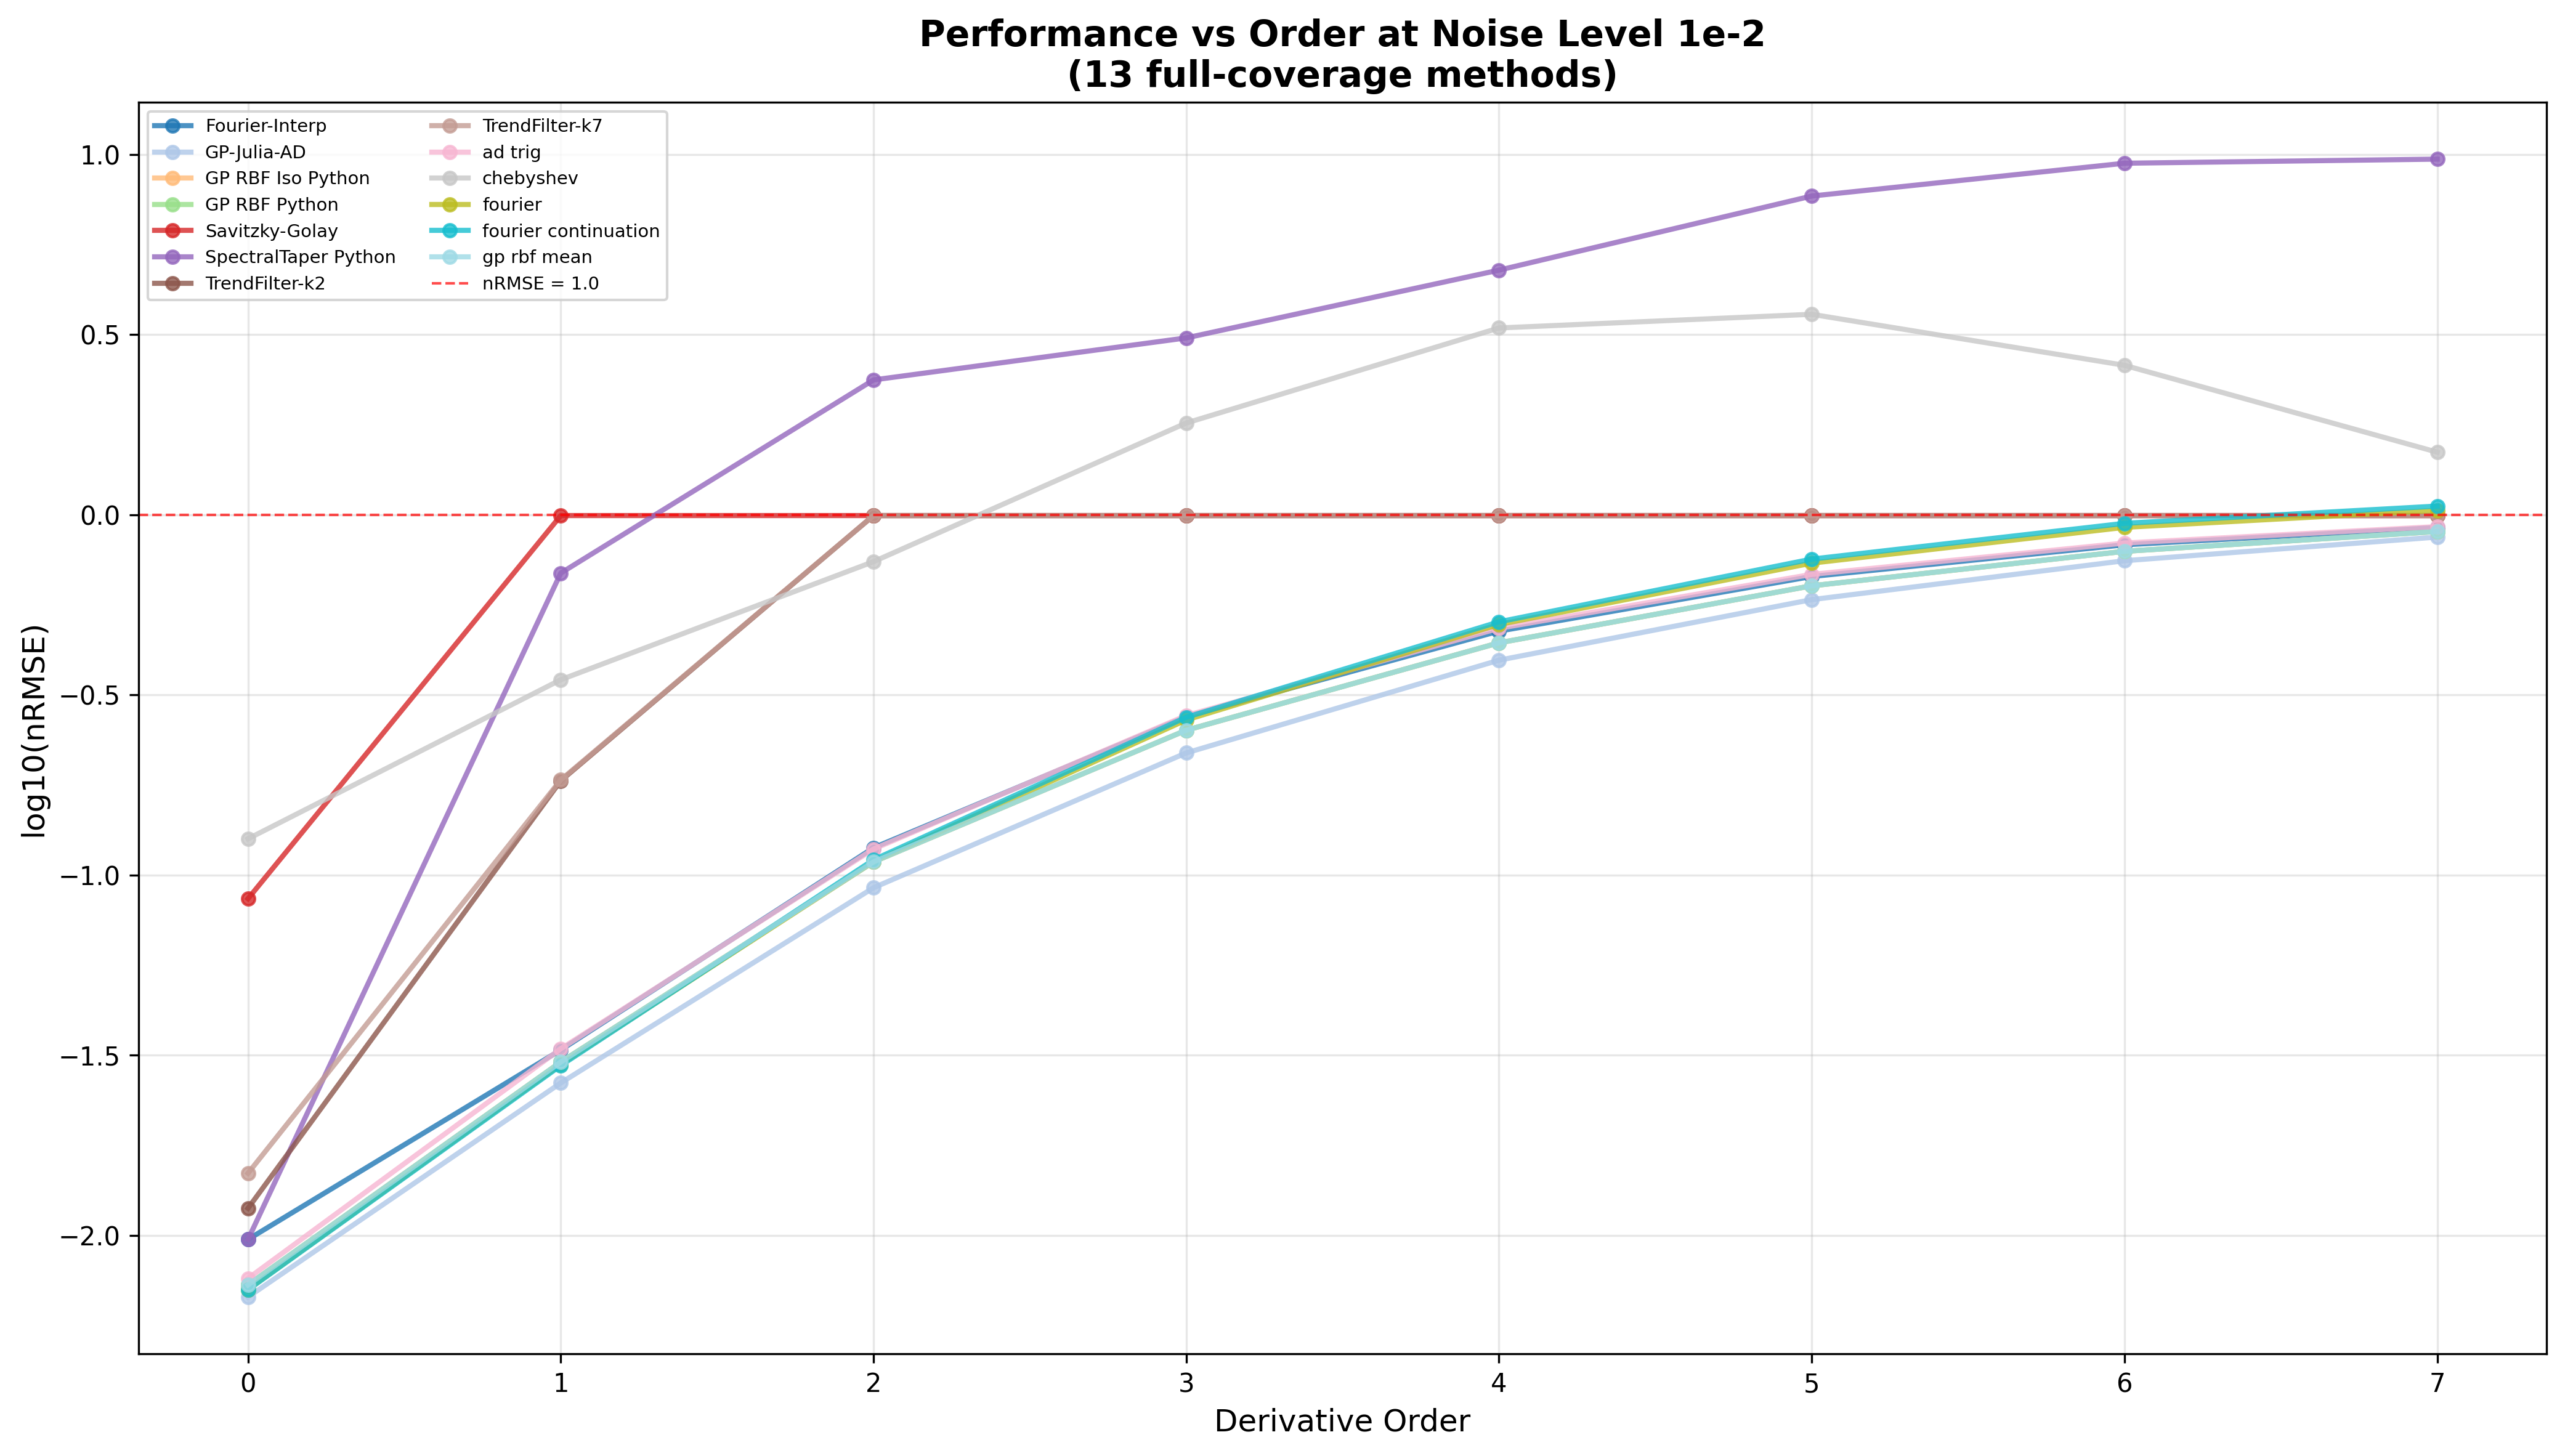 Performance vs Order at Noise Level 1e-2
(13 full-coverage methods)
Fourier-Interp
GP-Julia-AD
GP RBF Iso Python
GP RBF Python
Savitzky-Golay
SpectralTaper Python
TrendFilter-k2
TrendFilter-k7
ad trig
chebyshev
fourier
fourier continuation
gp rbf mean
nRMSE = 1.0
log10(nRMSE)
1.0
0.5
0.0
−0.5
−1.0
−1.5
−2.0
0 1 2 3 4 5 6 7
Derivative Order